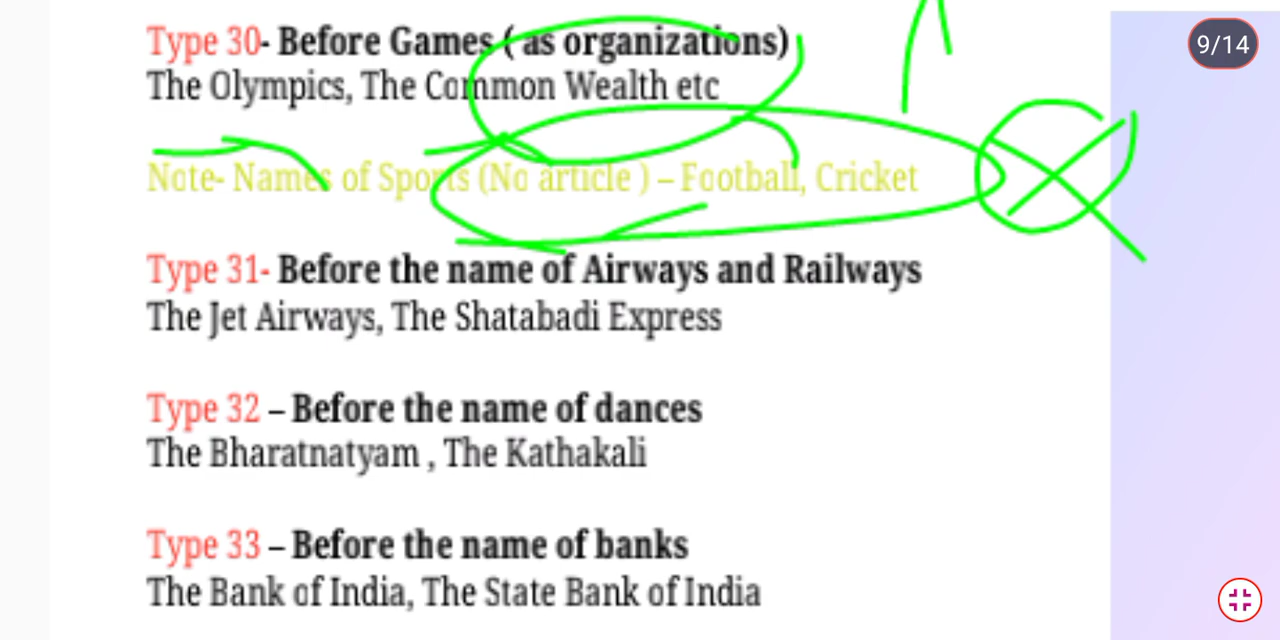 Type 30- Before Games ( as organizations)
9/14
The Olympics, The Common Wealth etc
Note- Names of Sports (No article ) – Football, Cricket
Type 31- Before the name of Airways and Railways
The Jet Airways, The Shatabadi Express
Type 32 – Before the name of dances
The Bharatnatyam , The Kathakali
Type 33 – Before the name of banks
The Bank of India, The State Bank of India